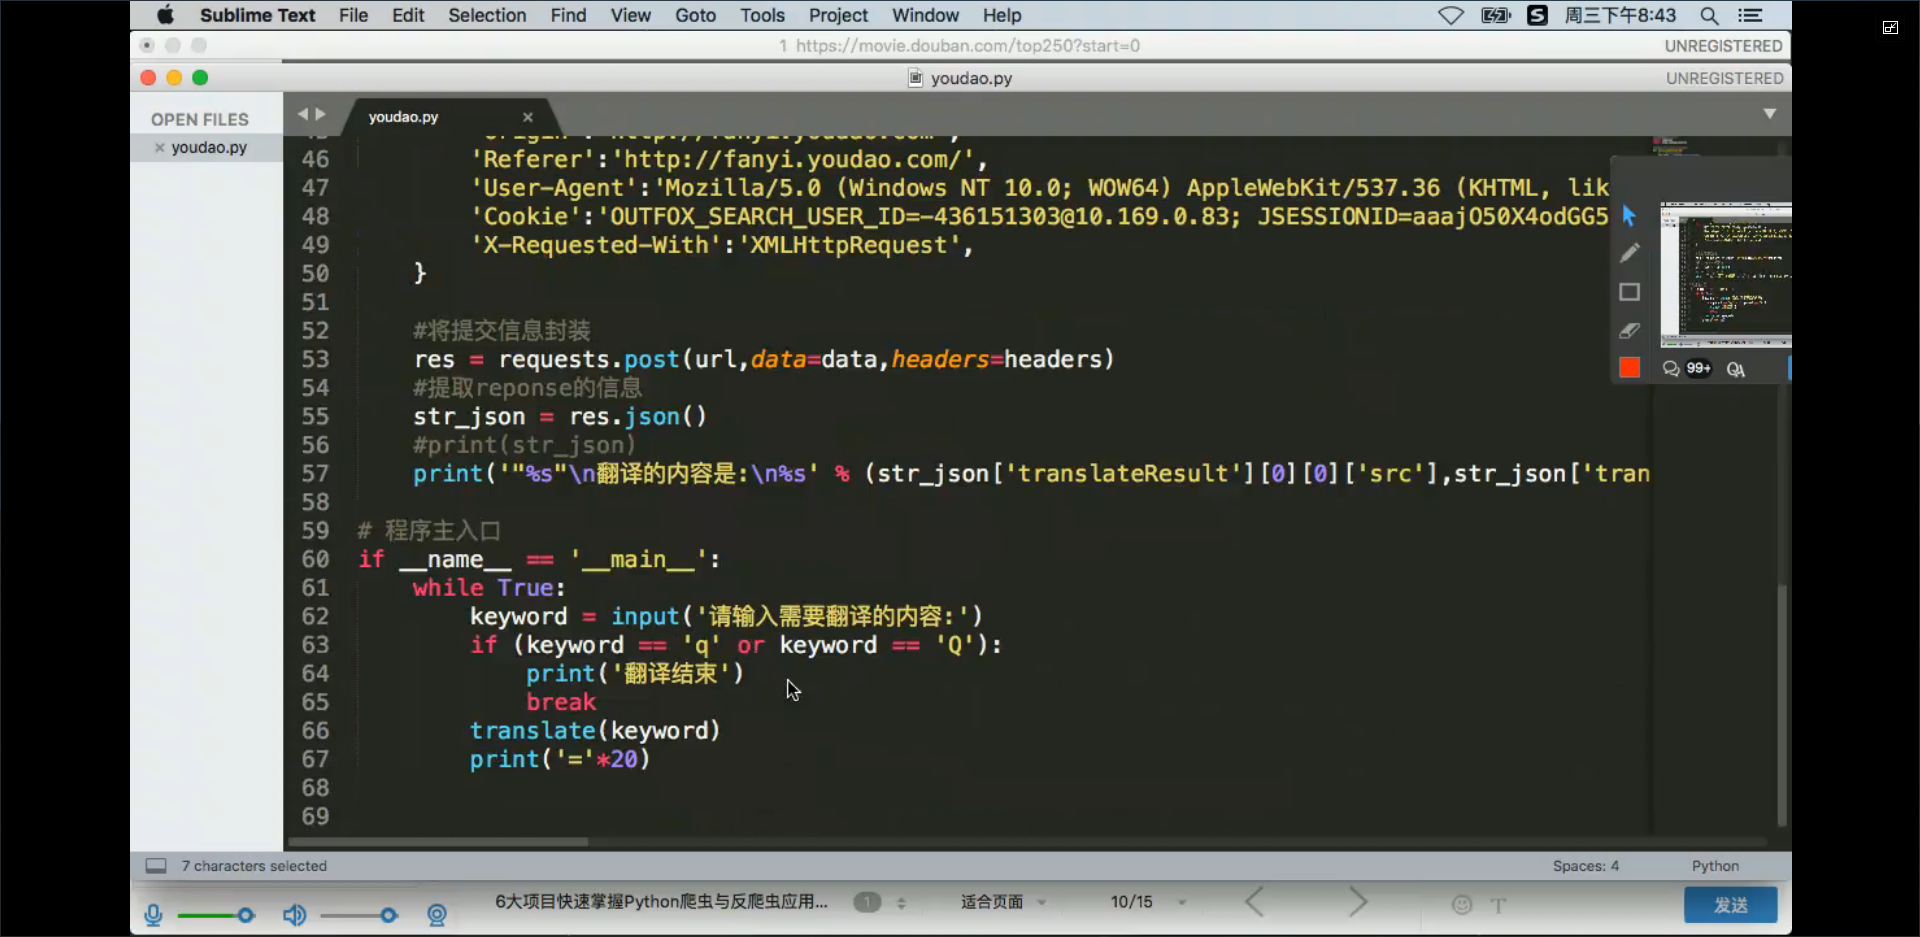 Sublime Text File Edit Selection Find View Goto Tools Project Window Help 周三下午8:43
1 https://movie.douban.com/top250?start=0 UNREGISTERED
youdao.py UNREGISTERED
OPEN FILES
youdao.py
youdao.py
46 'Referer':'http://fanyi.youdao.com/',
47 'User-Agent':'Mozilla/5.0 (Windows NT 10.0; WOW64) AppleWebKit/537.36 (KHTML, lik
48 'Cookie':'OUTFOX_SEARCH_USER_ID=-436151303@10.169.0.83; JSESSIONID=aaajO50X4odGG5
49 'X-Requested-With':'XMLHttpRequest',
50 }
51
52 #将提交信息封装
53 res = requests.post(url,data=data,headers=headers)
54 #提取reponse的信息
55 str_json = res.json()
56 #print(str_json)
57 print('"%s"\n翻译的内容是:\n%s' % (str_json['translateResult'][0][0]['src'],str_json['tran
58
59 # 程序主入口
60 if __name__ == '__main__':
61 while True:
62 keyword = input('请输入需要翻译的内容:')
63 if (keyword == 'q' or keyword == 'Q'):
64 print('翻译结束')
65 break
66 translate(keyword)
67 print('='*20)
68
69
99+
7 characters selected Spaces: 4 Python
6大项目快速掌握Python爬虫与反爬虫应用... 1 适合页面 10/15 T 发送